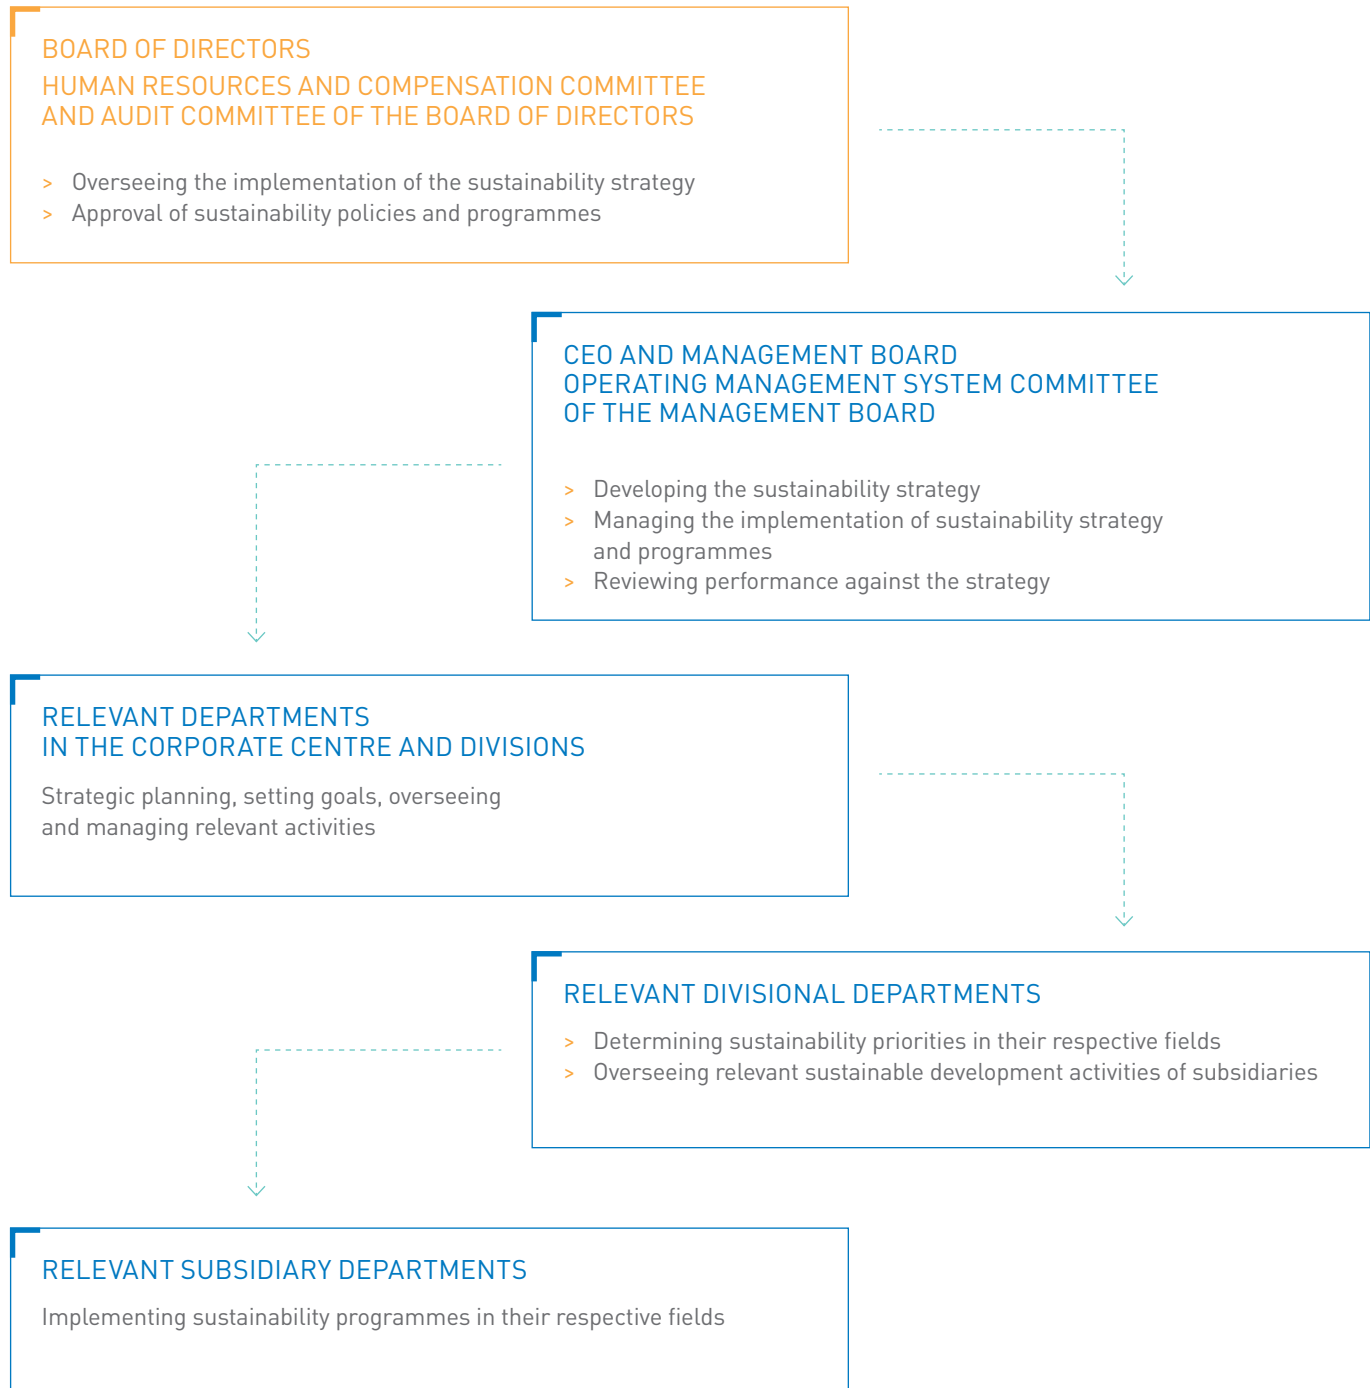 BOARD OF DIRECTORS
HUMAN RESOURCES AND COMPENSATION COMMITTEE
AND AUDIT COMMITTEE OF THE BOARD OF DIRECTORS
> Overseeing the implementation of the sustainability strategy
> Approval of sustainability policies and programmes
CEO AND MANAGEMENT BOARD
OPERATING MANAGEMENT SYSTEM COMMITTEE
OF THE MANAGEMENT BOARD
> Developing the sustainability strategy
> Managing the implementation of sustainability strategy
and programmes
> Reviewing performance against the strategy
RELEVANT DEPARTMENTS
IN THE CORPORATE CENTRE AND DIVISIONS
Strategic planning, setting goals, overseeing
and managing relevant activities
RELEVANT DIVISIONAL DEPARTMENTS
> Determining sustainability priorities in their respective fields
> Overseeing relevant sustainable development activities of subsidiaries
RELEVANT SUBSIDIARY DEPARTMENTS
Implementing sustainability programmes in their respective fields